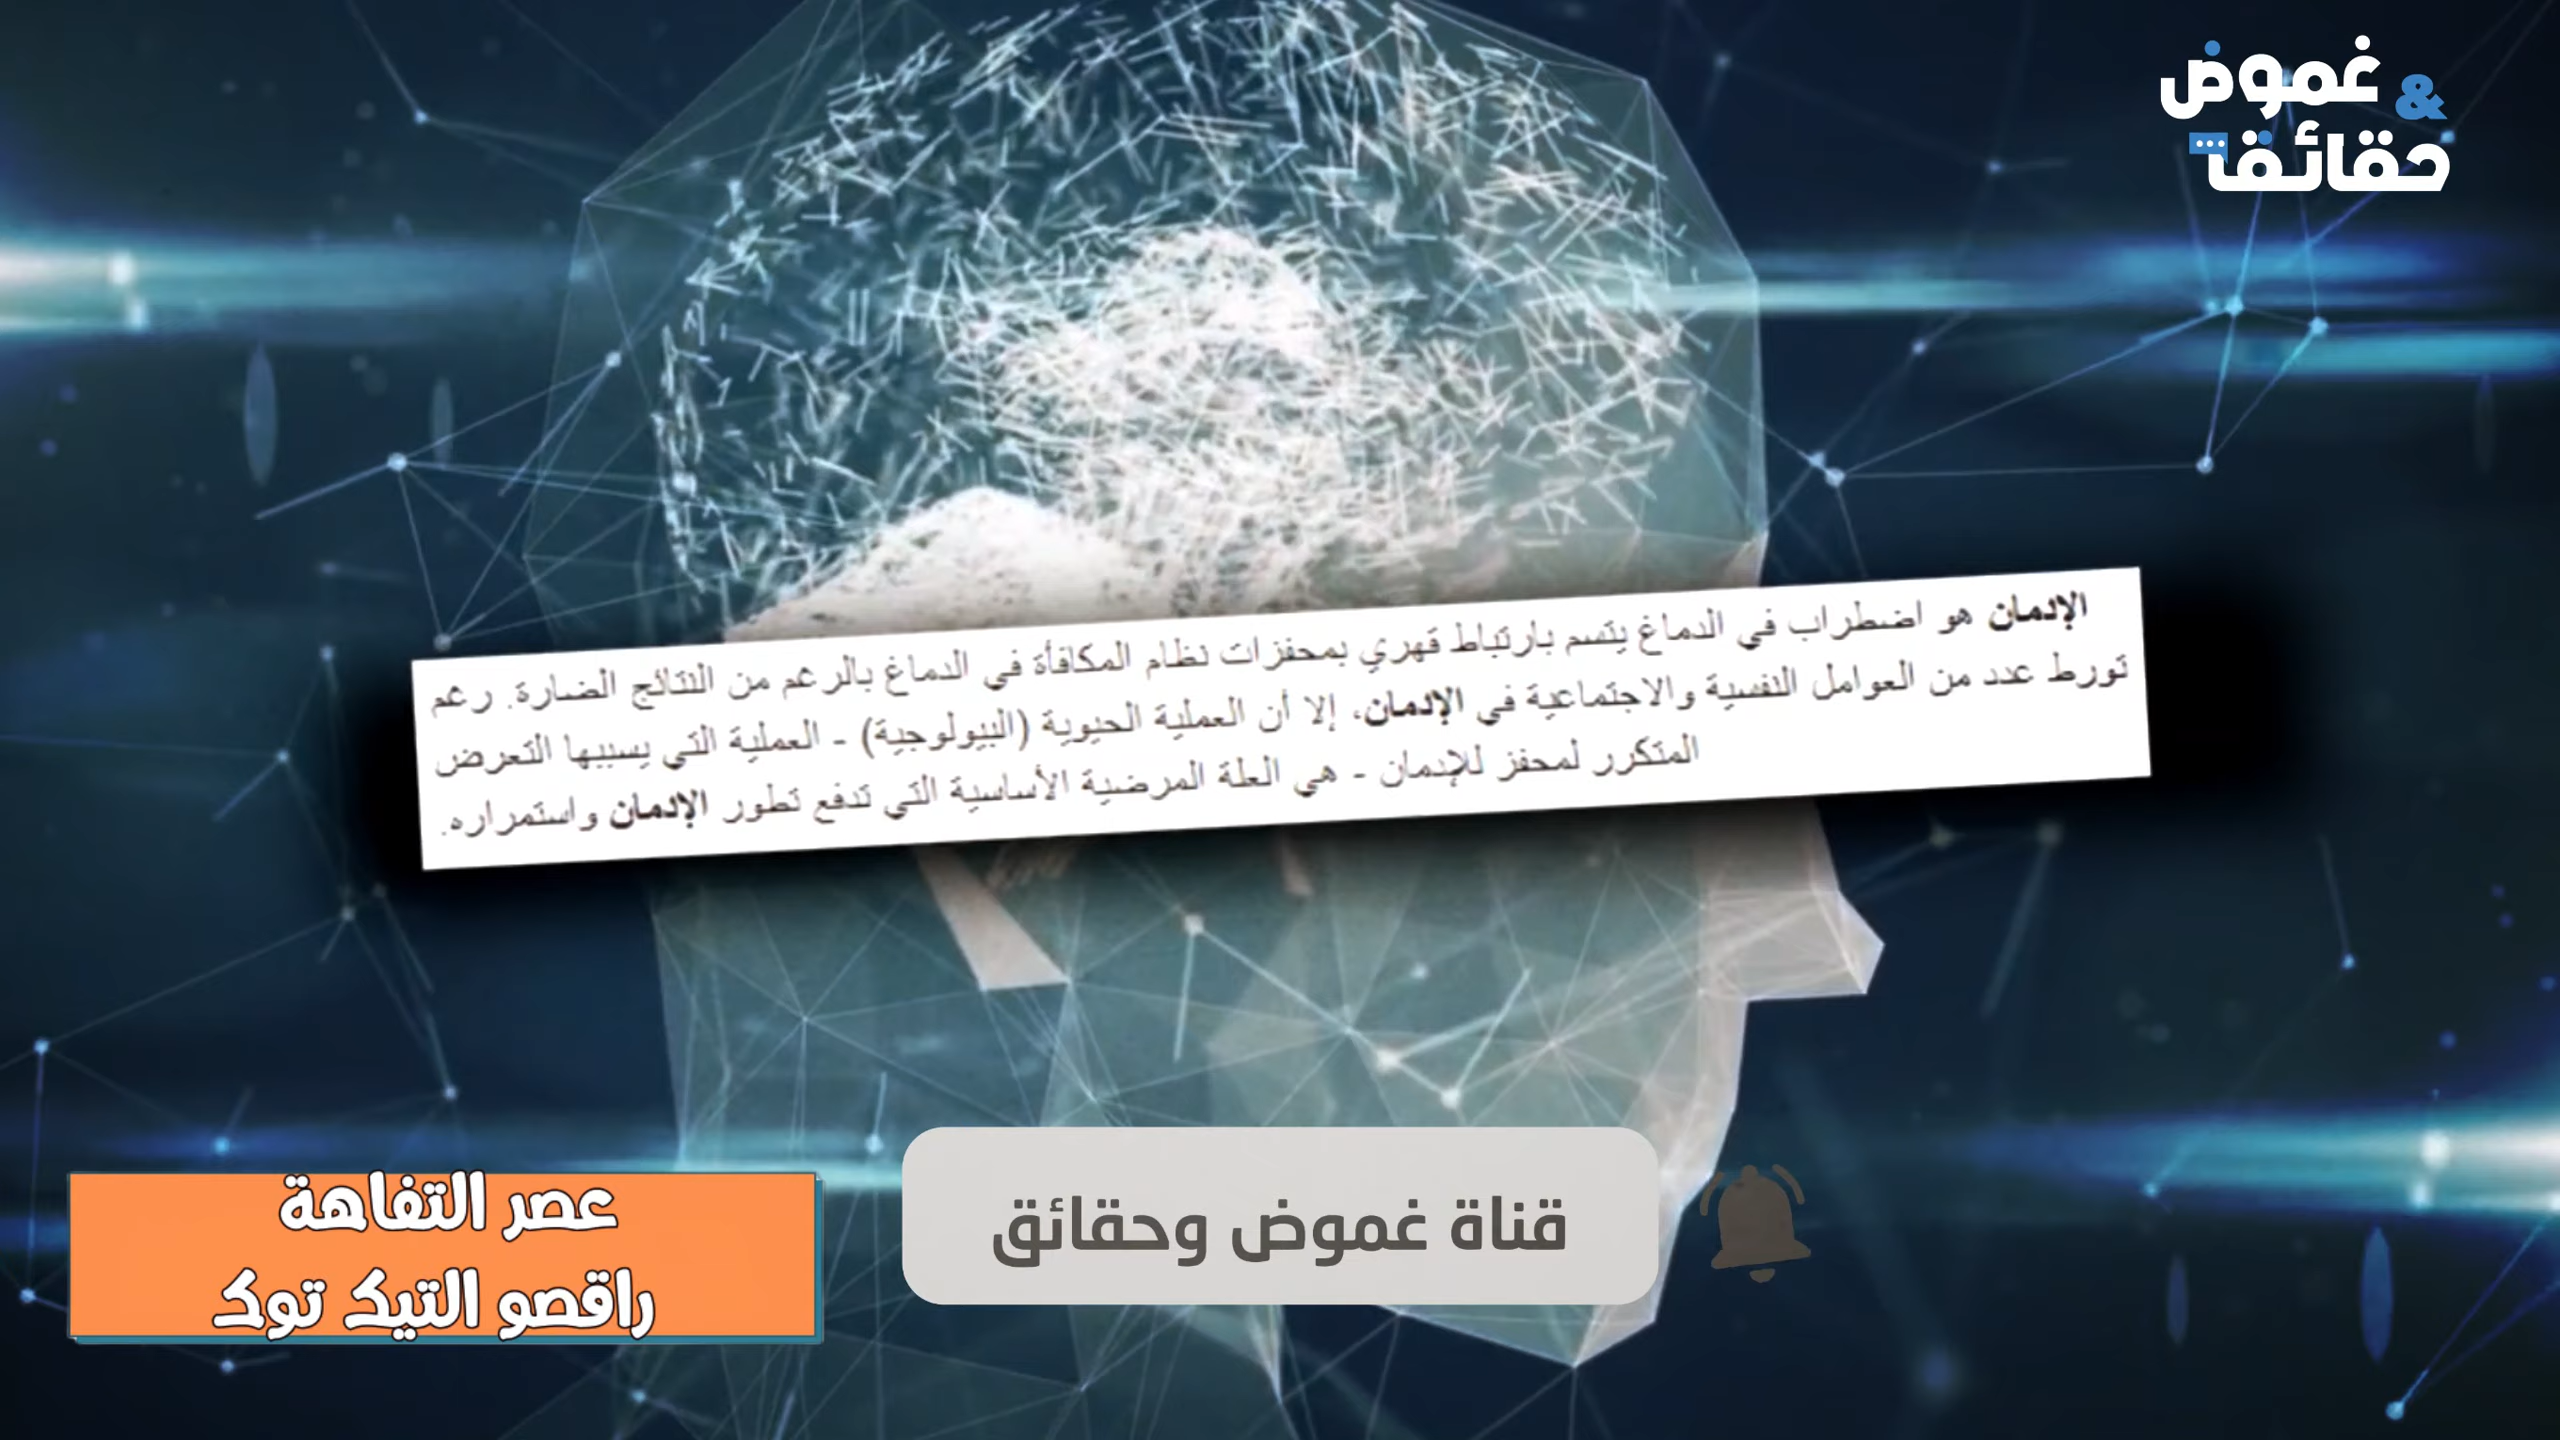 غموض &
حقائق
الإدمان هو اضطراب في الدماغ يتسم بارتباط قهري بمحفزات نظام المكافأة في الدماغ بالرغم من النتائج الضارة. رغم
تورط عدد من العوامل النفسية والاجتماعية في الإدمان، إلا أن العملية الحيوية (البيولوجية) - العملية التي يسببها التعرض
المتكرر لمحفز للإدمان - هي العلة المرضية الأساسية التي تدفع تطور الإدمان واستمراره.
عصر التفاهة
راقصو التيك توك
قناة غموض وحقائق